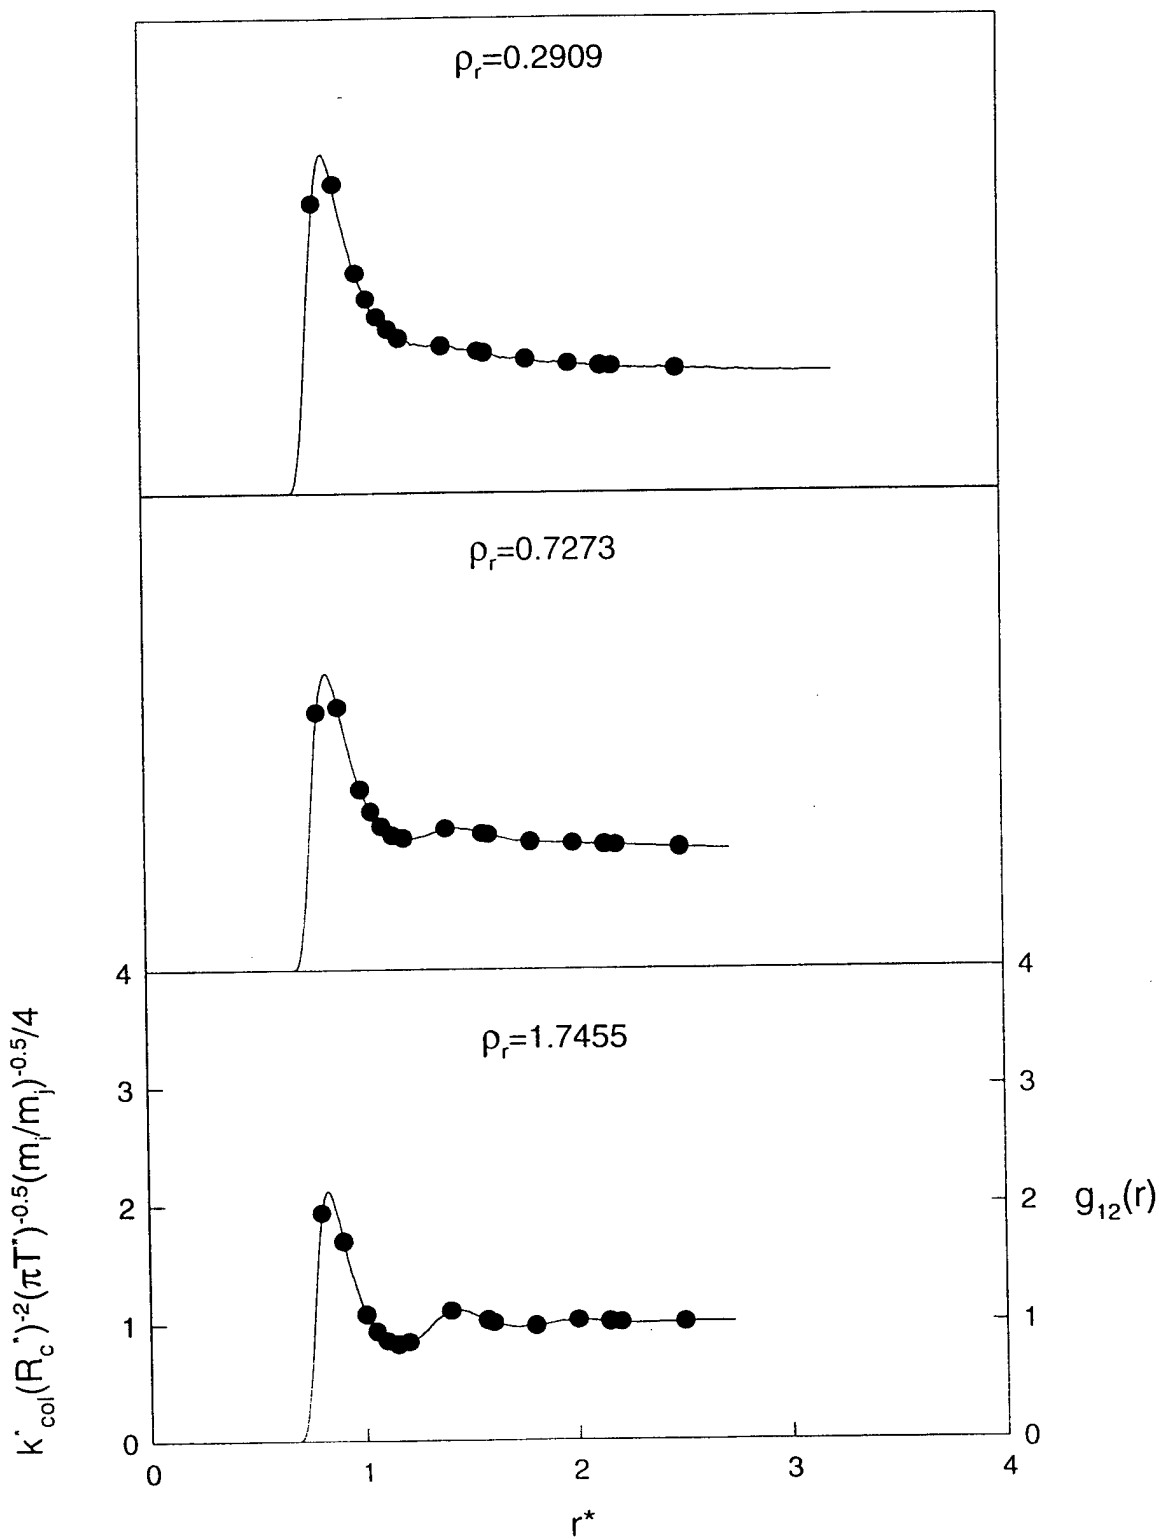 ρr=0.2909
ρr=0.7273
4
4
ρr=1.7455
3
3
2
2
1
1
0
0
k*col(Rc*)-2(πT*)-0.5(mi/mj)-0.5/4
g12(r)
0
1
2
3
4
r*